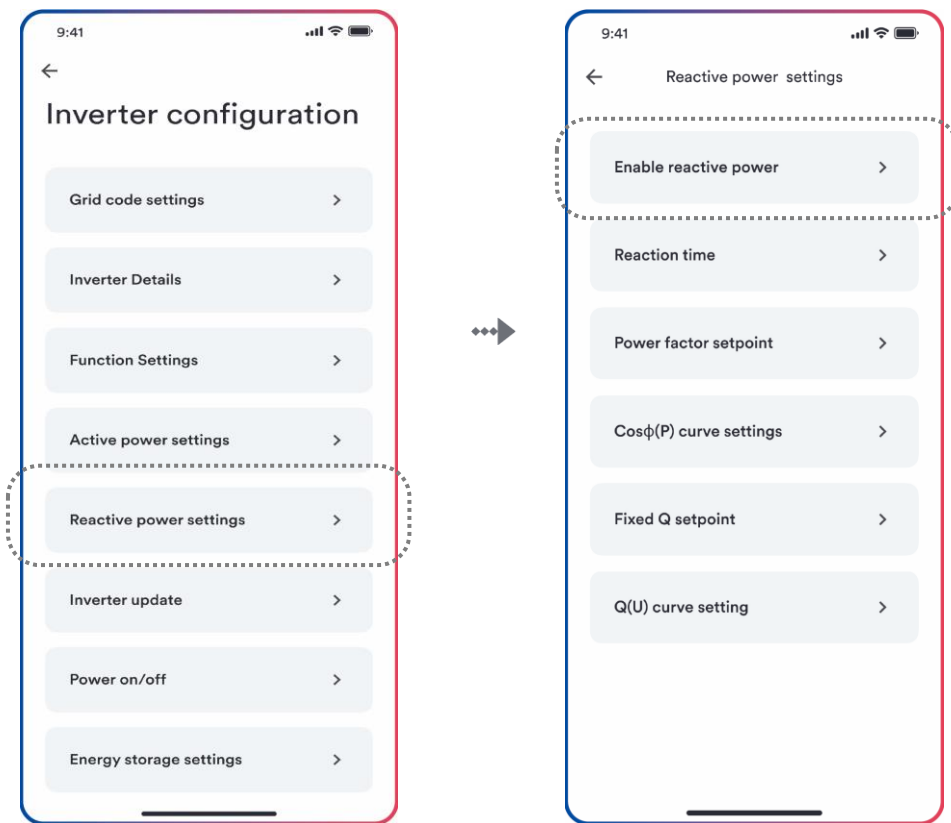 9:41
Inverter configuration
Grid code settings
Inverter Details
Function Settings
Active power settings
Reactive power settings
Inverter update
Power on/off
Energy storage settings
9:41
Reactive power settings
Enable reactive power
Reaction time
Power factor setpoint
Cosϕ(P) curve settings
Fixed Q setpoint
Q(U) curve setting